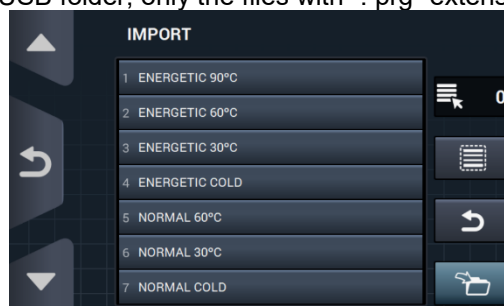 USB folder, only the files with ". prg" extens
IMPORT
1 ENERGETIC 90ºC
2 ENERGETIC 60ºC
3 ENERGETIC 30ºC
4 ENERGETIC COLD
5 NORMAL 60ºC
6 NORMAL 30ºC
7 NORMAL COLD
0